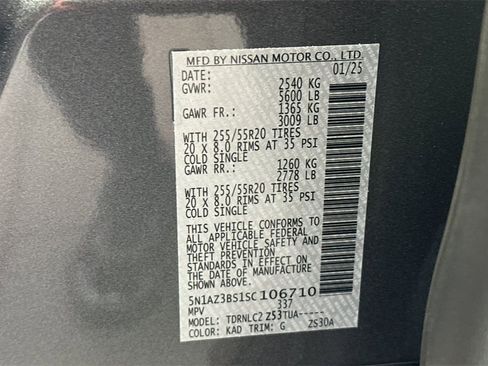 MFD BY NISSAN MOTOR CO., LTD.
DATE: 01/25
GVWR: 2540 KG
5600 LB
GAWR FR.: 1365 KG
3009 LB
WITH 255/55R20 TIRES
20 x 8.0 RIMS AT 35 PSI
COLD SINGLE
GAWR RR.: 1260 KG
2778 LB
WITH 255/55R20 TIRES
20 x 8.0 RIMS AT 35 PSI
COLD SINGLE
THIS VEHICLE CONFORMS TO
ALL APPLICABLE FEDERAL
MOTOR VEHICLE SAFETY AND
THEFT PREVENTION
STANDARDS IN EFFECT ON
THE DATE OF MANUFACTURE
SHOWN ABOVE.
5N1AZ3BS1SC106710
MPV 337
MODEL: TDRNLC2 Z53TUA-----
COLOR: KAD TRIM: G ZS30A